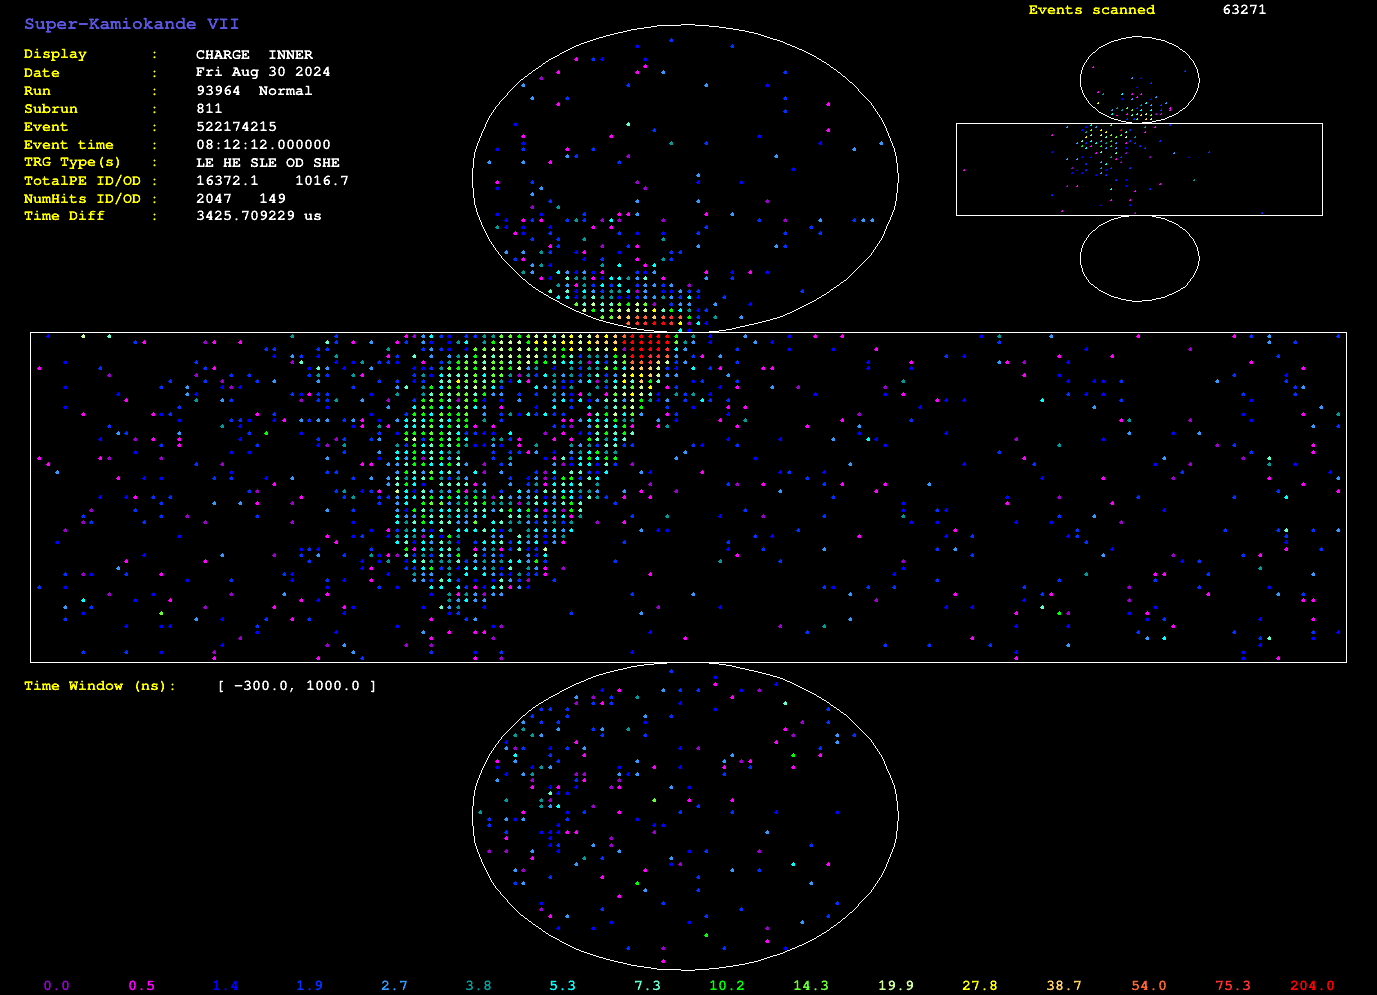 Super-Kamiokande VII
Events scanned 63271
Display : CHARGE INNER
Date : Fri Aug 30 2024
Run : 93964 Normal
Subrun : 811
Event : 522174215
Event time : 08:12:12.000000
TRG Type(s) : LE HE SLE OD SHE
TotalPE ID/OD : 16372.1 1016.7
NumHits ID/OD : 2047 149
Time Diff : 3425.709229 us
Time Window (ns): [ -300.0, 1000.0 ]
0.0 0.5 1.4 1.9 2.7 3.8 5.3 7.3 10.2 14.3 19.9 27.8 38.7 54.0 75.3 204.0